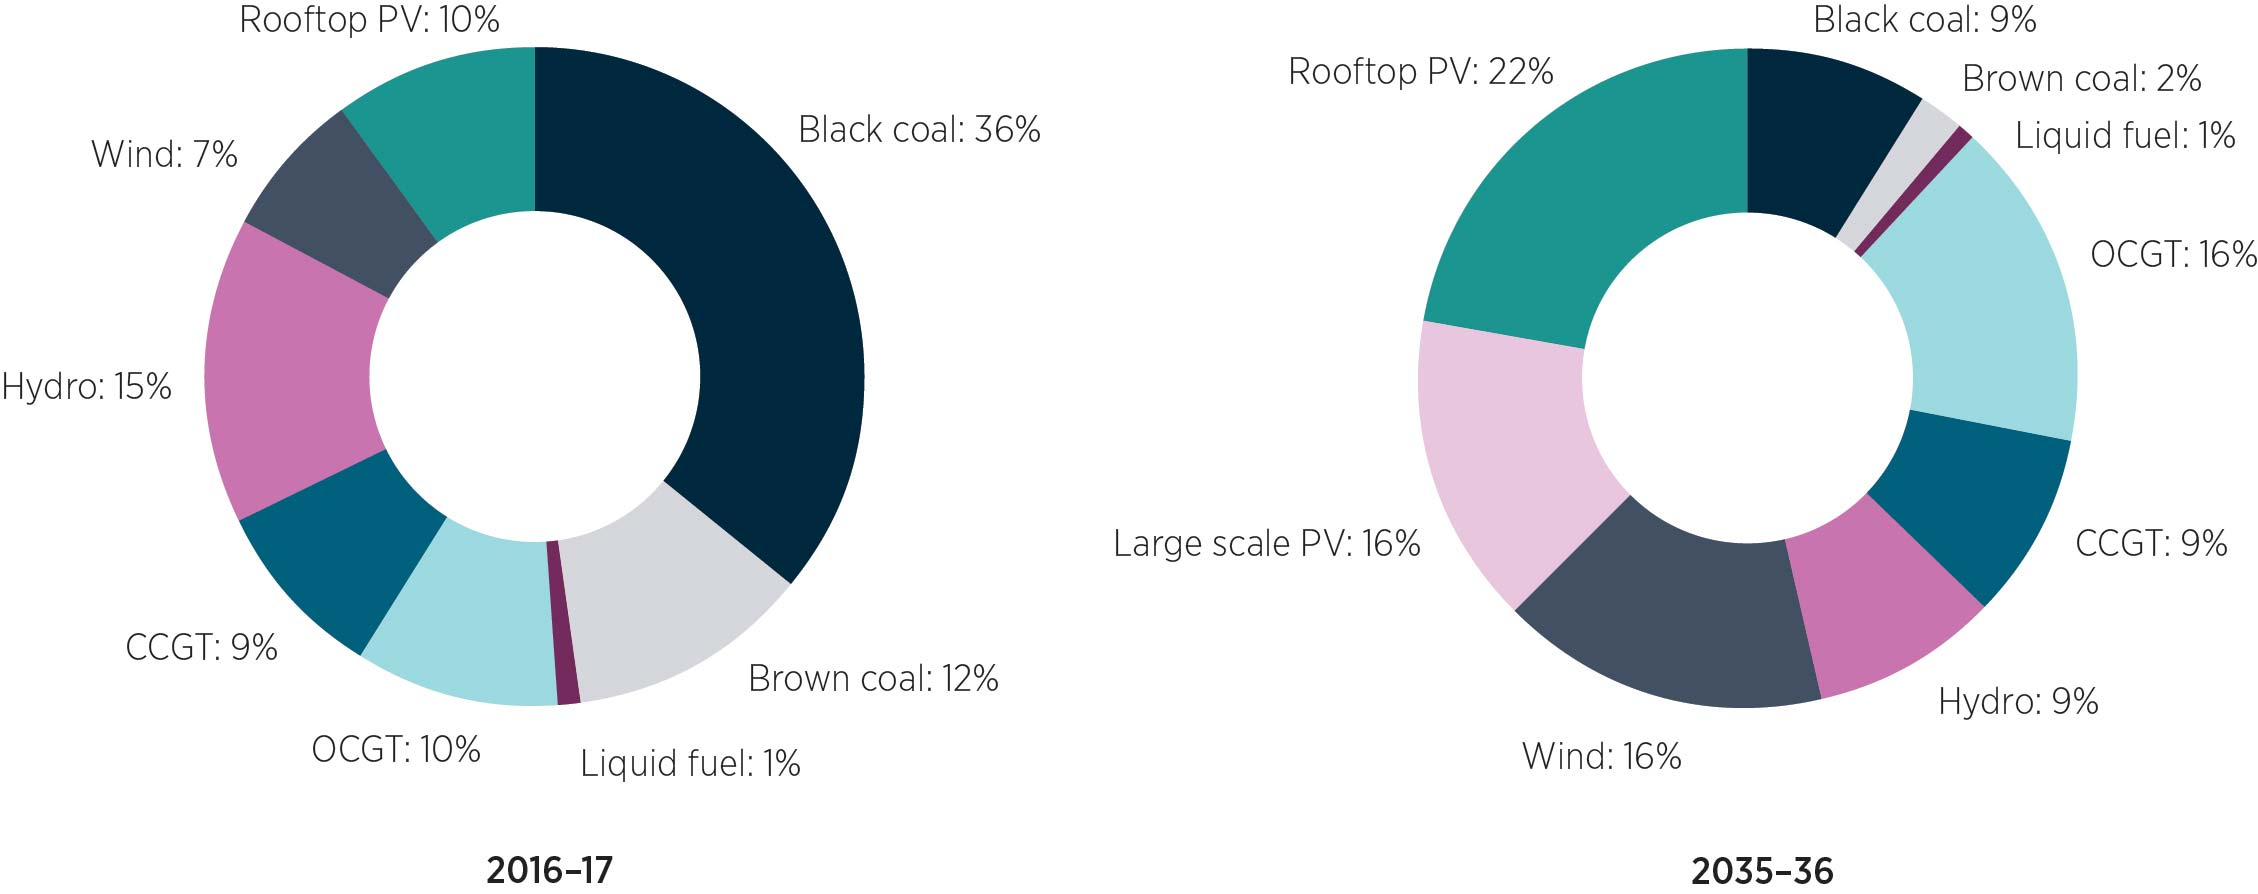 Rooftop PV: 10%
Black coal: 36%
Wind: 7%
Hydro: 15%
CCGT: 9%
Brown coal: 12%
OCGT: 10%
Liquid fuel: 1%
2016–17
Black coal: 9%
Rooftop PV: 22%
Brown coal: 2%
Liquid fuel: 1%
OCGT: 16%
Large scale PV: 16%
CCGT: 9%
Hydro: 9%
Wind: 16%
2035–36